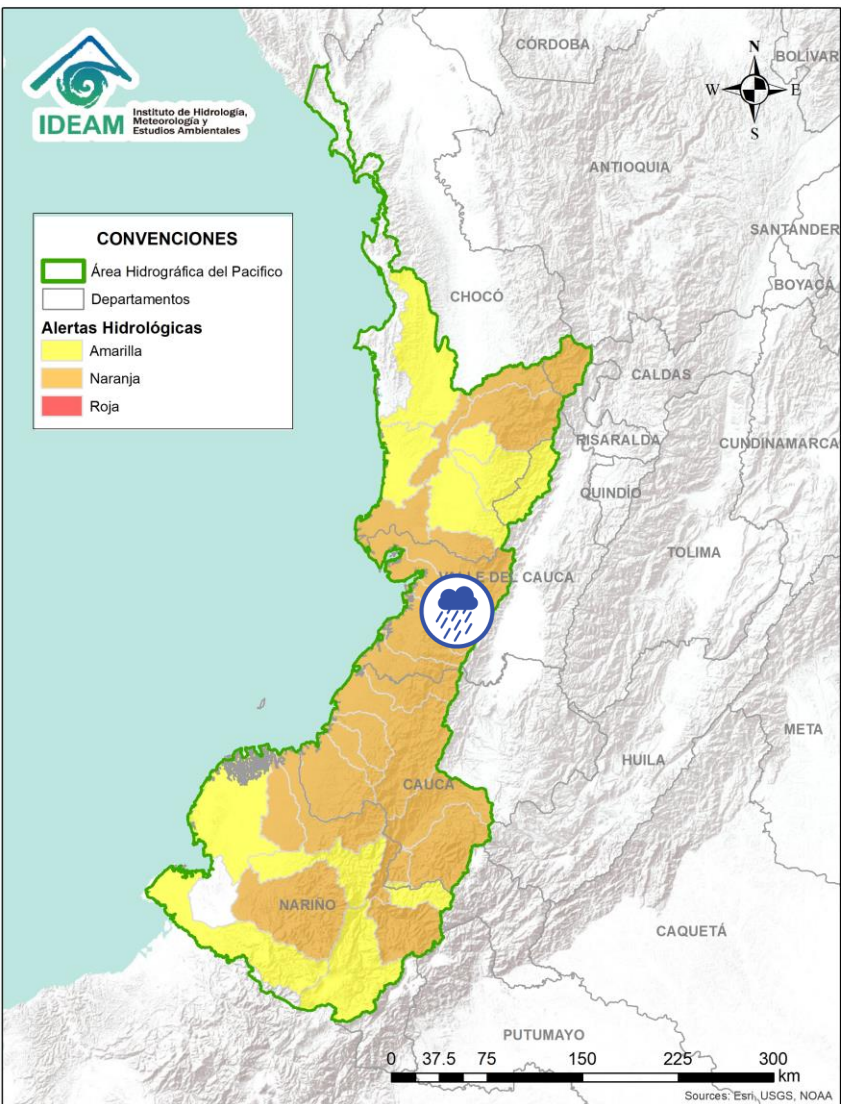 IDEAM
Instituto de Hidrología,
Meteorología y
Estudios Ambientales
CÓRDOBA
BOLÍVAR
N
W
E
S
ANTIOQUIA
SANTANDER
BOYACÁ
CONVENCIONES
Área Hidrográfica del Pacifico
Departamentos
Alertas Hidrológicas
Amarilla
Naranja
Roja
CHOCÓ
CALDAS
RISARALDA
CUNDINAMARCA
QUINDÍO
TOLIMA
VALLE DEL CAUCA
META
HUILA
CAUCA
NARIÑO
CAQUETÁ
PUTUMAYO
0 37.5 75 150 225 300
km
Sources: Esri, USGS, NOAA